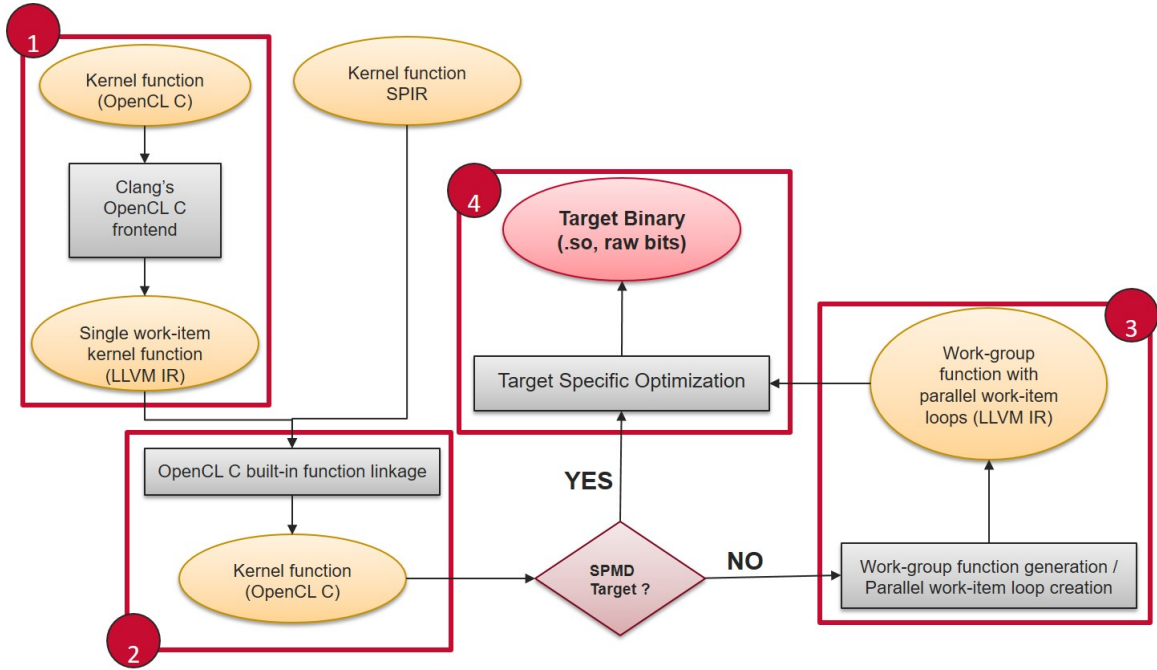 1
Kernel function
(OpenCL C)
Clang's
OpenCL C
frontend
Single work-item
kernel function
(LLVM IR)
Kernel function
SPIR
2
OpenCL C built-in function linkage
Kernel function
(OpenCL C)
SPMD
Target ?
YES
NO
3
Work-group function generation /
Parallel work-item loop creation
Work-group
function with
parallel work-item
loops (LLVM IR)
4
Target Specific Optimization
Target Binary
(.so, raw bits)